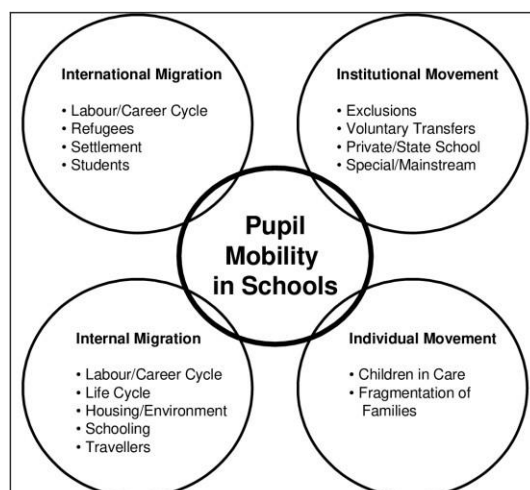 International Migration
• Labour/Career Cycle
• Refugees
• Settlement
• Students
Institutional Movement
• Exclusions
• Voluntary Transfers
• Private/State School
• Special/Mainstream
Pupil
Mobility
in Schools
Internal Migration
• Labour/Career Cycle
• Life Cycle
• Housing/Environment
• Schooling
• Travellers
Individual Movement
• Children in Care
• Fragmentation of
Families